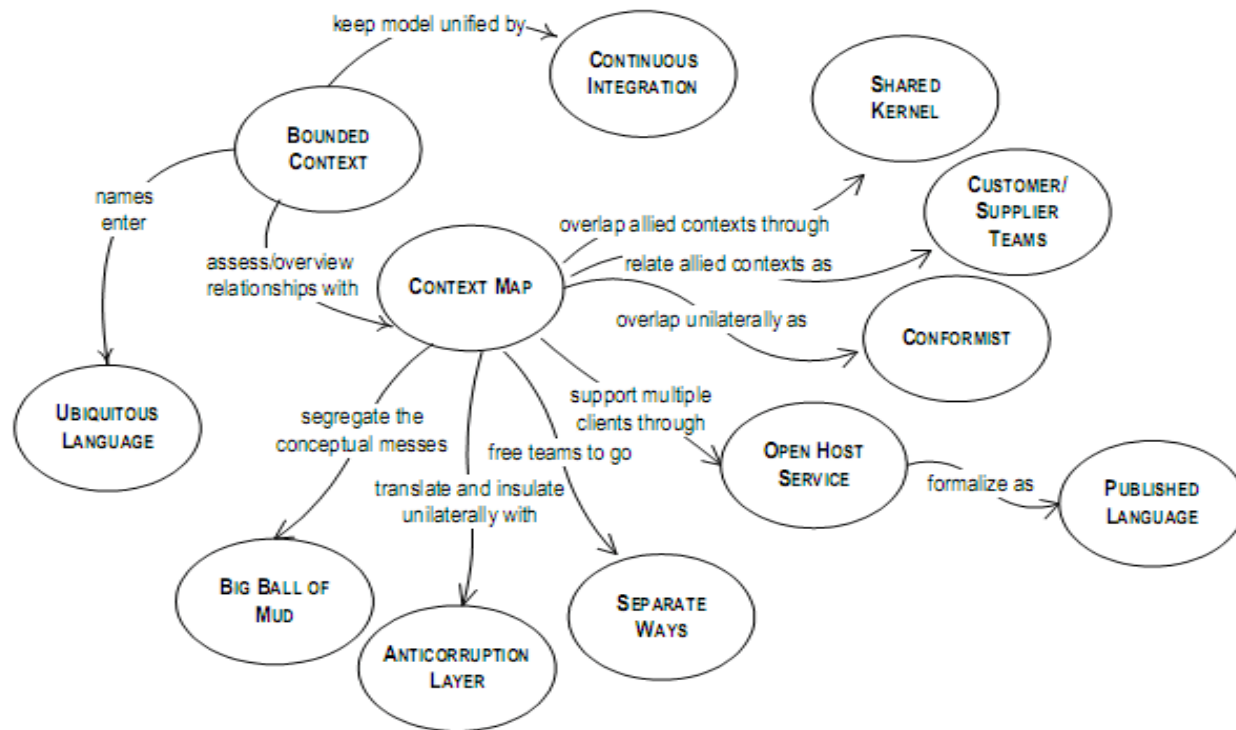 keep model unified by
CONTINUOUS
INTEGRATION
SHARED
KERNEL
BOUNDED
CONTEXT
names
enter
CUSTOMER/
SUPPLIER
TEAMS
overlap allied contexts through
assess/overview
relationships with
relate allied contexts as
CONTEXT MAP
overlap unilaterally as
CONFORMIST
UBIQUITOUS
LANGUAGE
segregate the
conceptual messes
support multiple
clients through
free teams to go
OPEN HOST
SERVICE
formalize as
PUBLISHED
LANGUAGE
translate and insulate
unilaterally with
BIG BALL OF
MUD
SEPARATE
WAYS
ANTICORRUPTION
LAYER